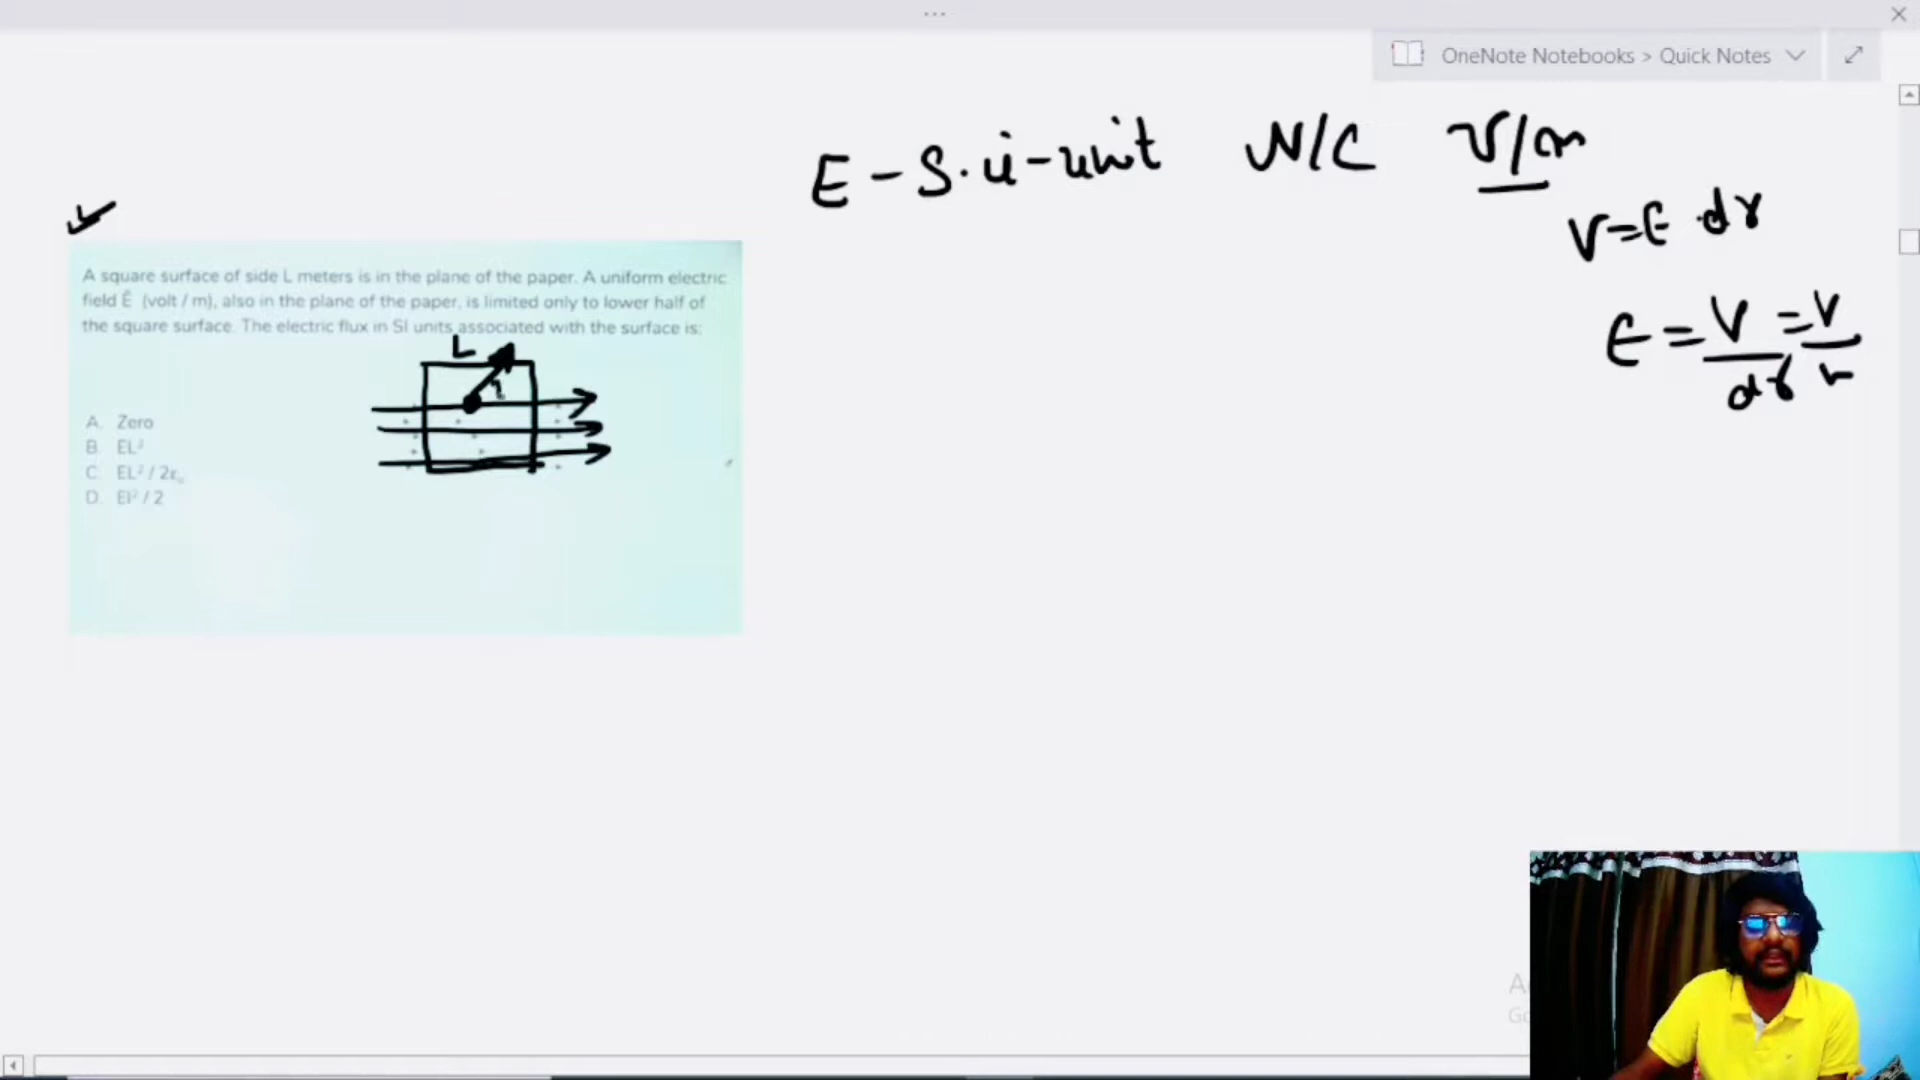 OneNote Notebooks > Quick Notes
E - S.i - unit N/C V/m
V=E dr
E = V/dr = V/m
A square surface of side L meters is in the plane of the paper. A uniform electric
field E (volt / m), also in the plane of the paper, is limited only to lower half of
the square surface. The electric flux in SI units associated with the surface is:
L
A. Zero
B. EL²
C. EL² / 2ε₀
D. El² / 2